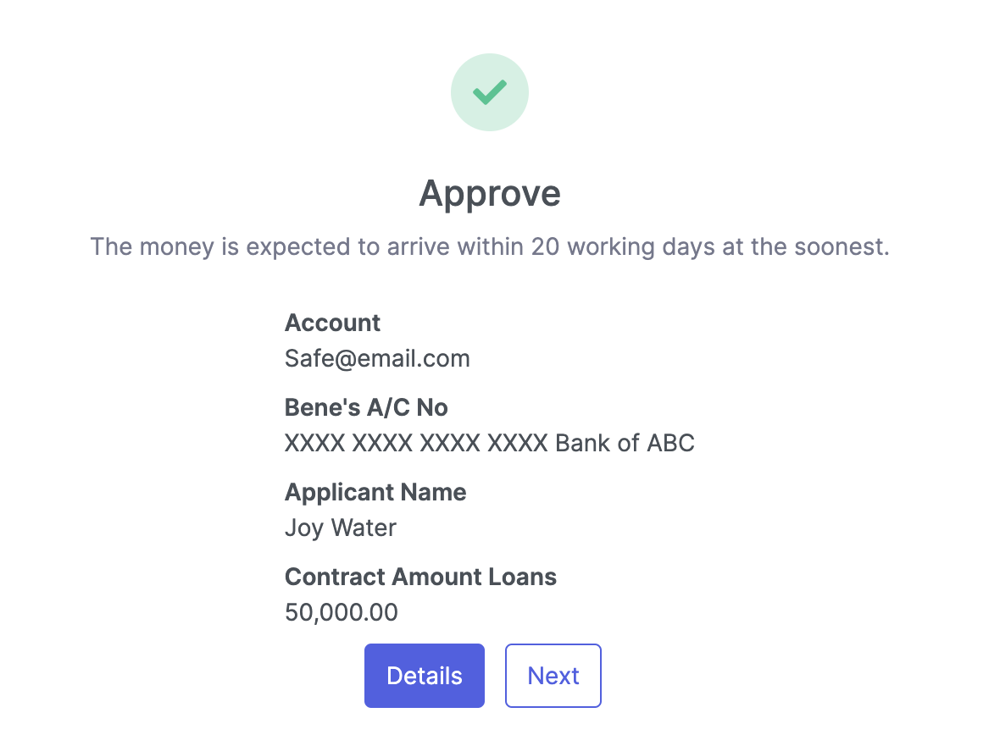 Approve
The money is expected to arrive within 20 working days at the soonest.
Account
Safe@email.com
Bene's A/C No
XXXX XXXX XXXX XXXX Bank of ABC
Applicant Name
Joy Water
Contract Amount Loans
50,000.00
Details
Next